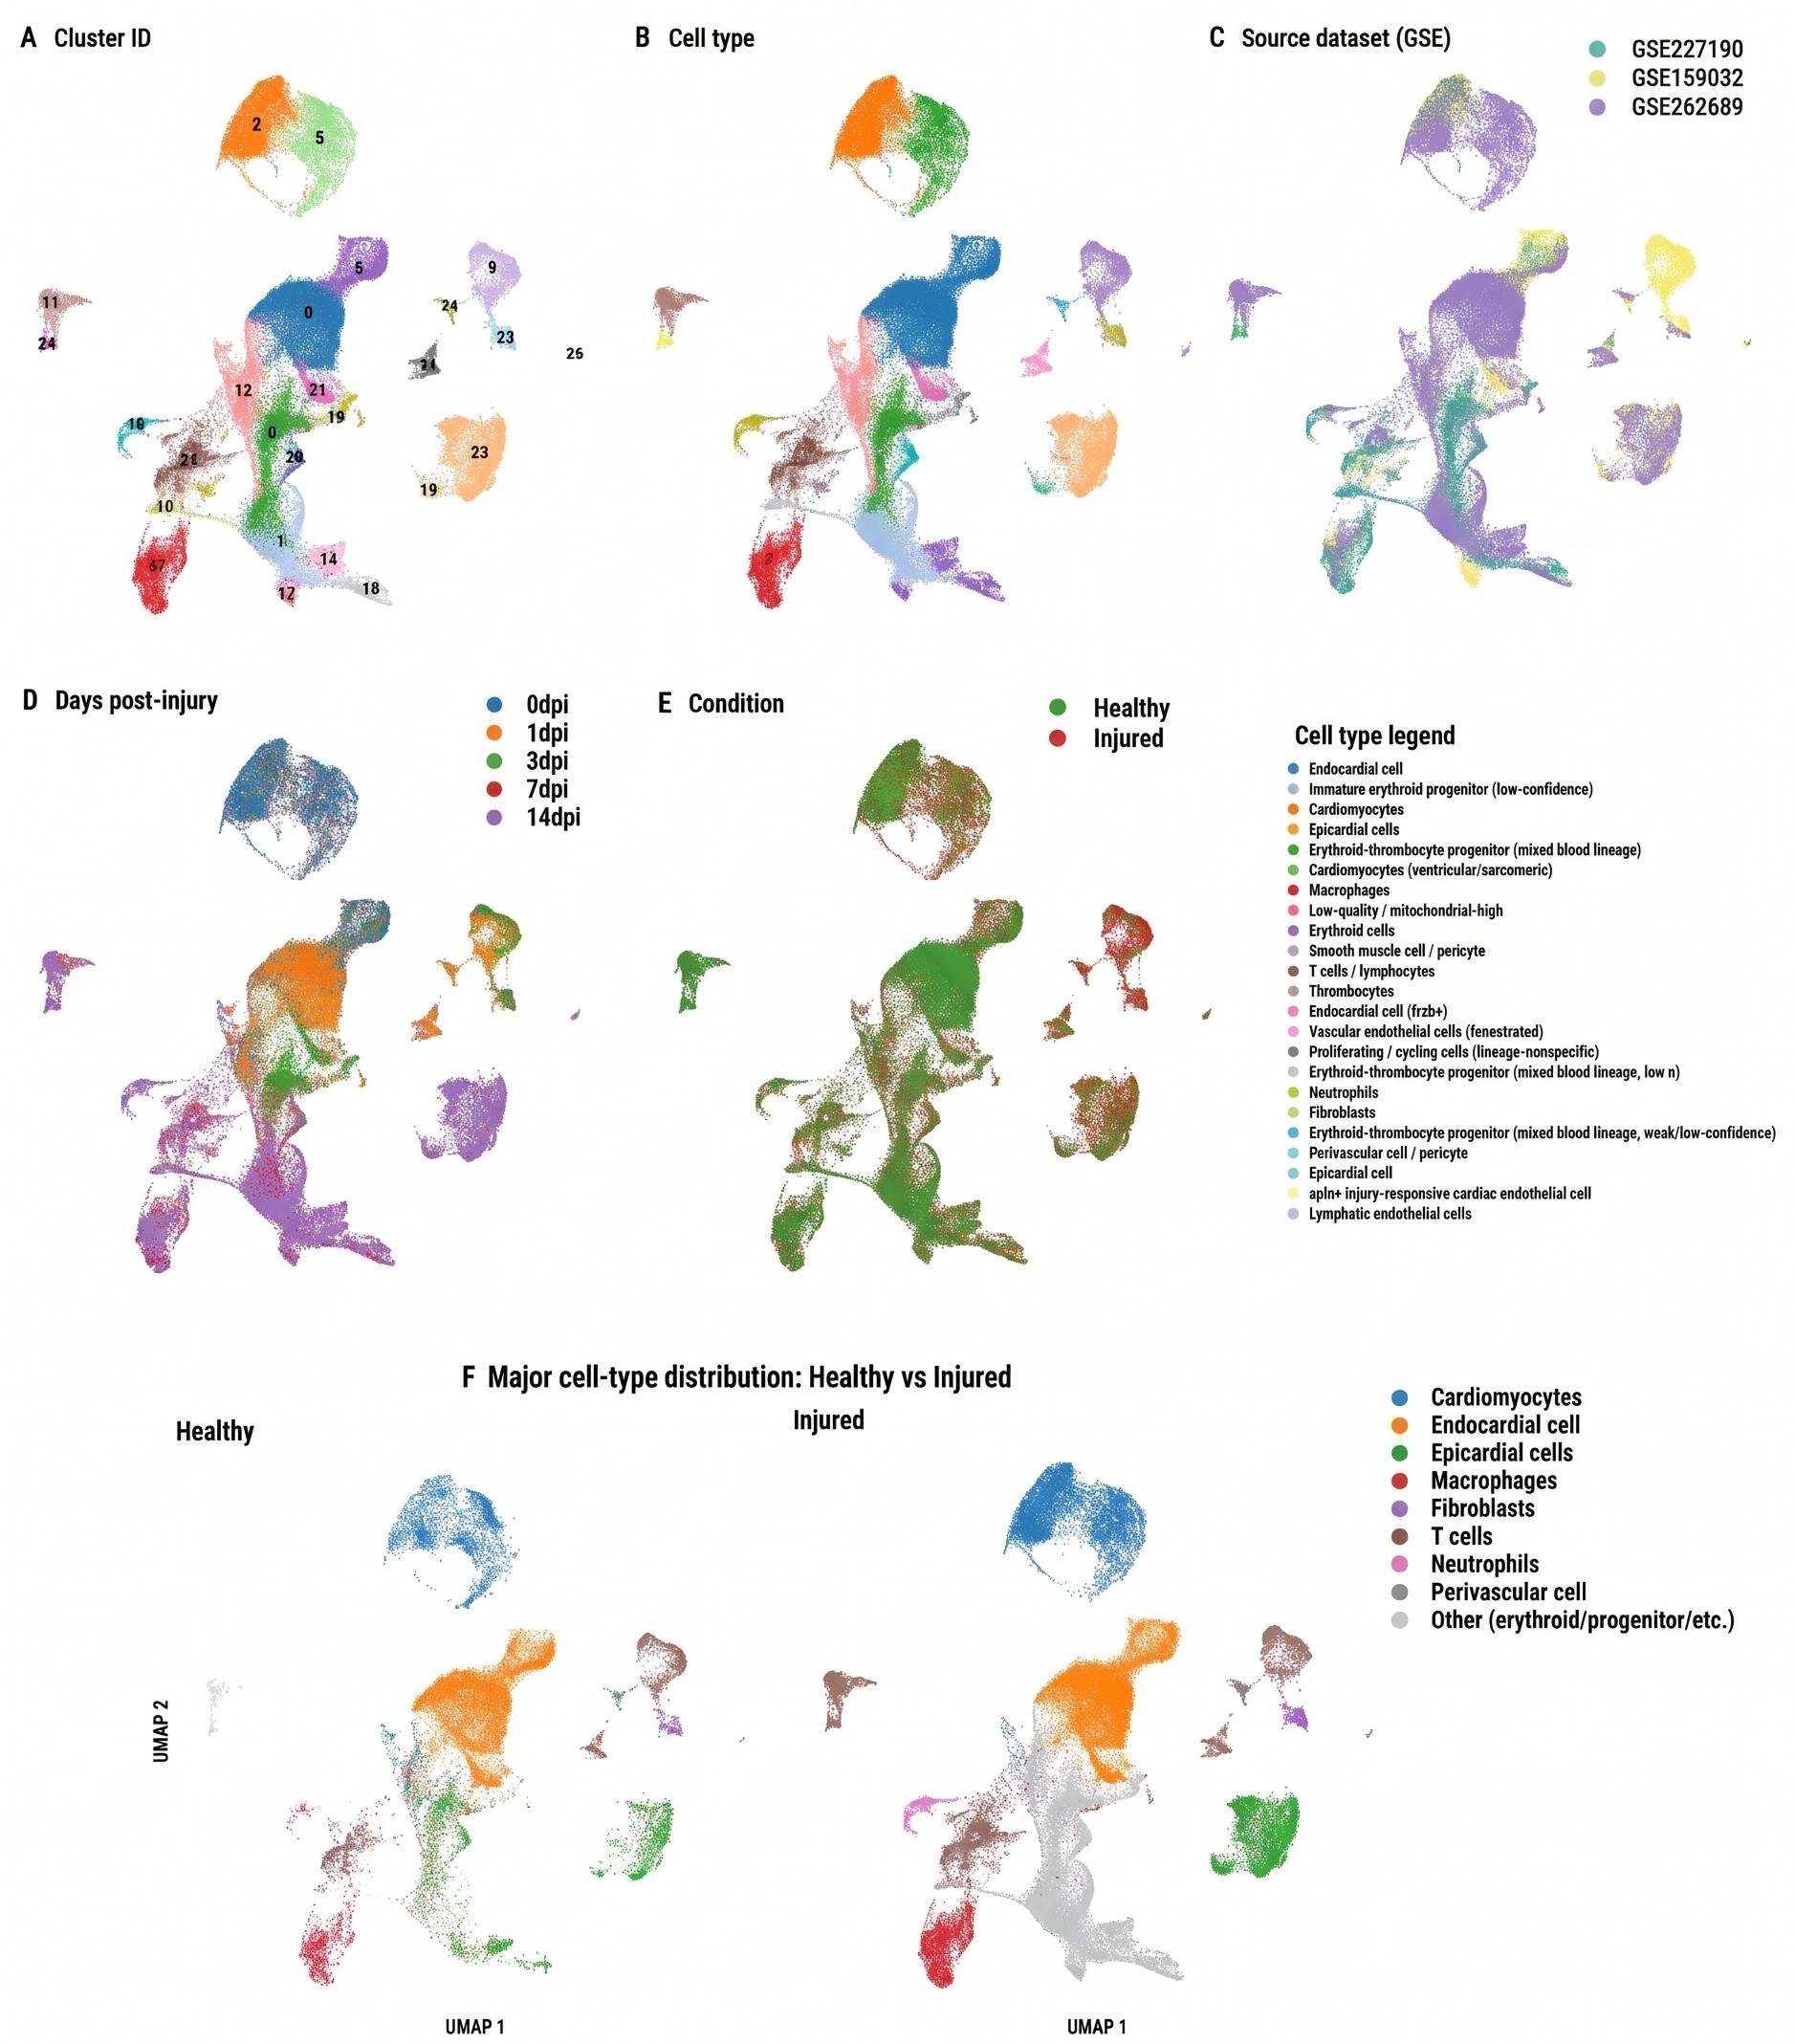 A Cluster ID
B Cell type
C Source dataset (GSE)
GSE227190
GSE159032
GSE262689
2
5
5
9
0
11
24
24
23
26
12
21
19
18
0
20
23
19
10
1
67
14
12
18
2
D Days post-injury
0dpi
1dpi
3dpi
7dpi
14dpi
E Condition
Healthy
Injured
Cell type legend
Endocardial cell
Immature erythroid progenitor (low-confidence)
Cardiomyocytes
Epicardial cells
Erythroid-thrombocyte progenitor (mixed blood lineage)
Cardiomyocytes (ventricular/sarcomeric)
Macrophages
Low-quality / mitochondrial-high
Erythroid cells
Smooth muscle cell / pericyte
T cells / lymphocytes
Thrombocytes
Endocardial cell (frzb+)
Vascular endothelial cells (fenestrated)
Proliferating / cycling cells (lineage-nonspecific)
Erythroid-thrombocyte progenitor (mixed blood lineage, low n)
Neutrophils
Fibroblasts
Erythroid-thrombocyte progenitor (mixed blood lineage, weak/low-confidence)
Perivascular cell / pericyte
Epicardial cell
apln+ injury-responsive cardiac endothelial cell
Lymphatic endothelial cells
F Major cell-type distribution: Healthy vs Injured
Healthy
Injured
Cardiomyocytes
Endocardial cell
Epicardial cells
Macrophages
Fibroblasts
T cells
Neutrophils
Perivascular cell
Other (erythroid/progenitor/etc.)
UMAP 2
UMAP 1
UMAP 1